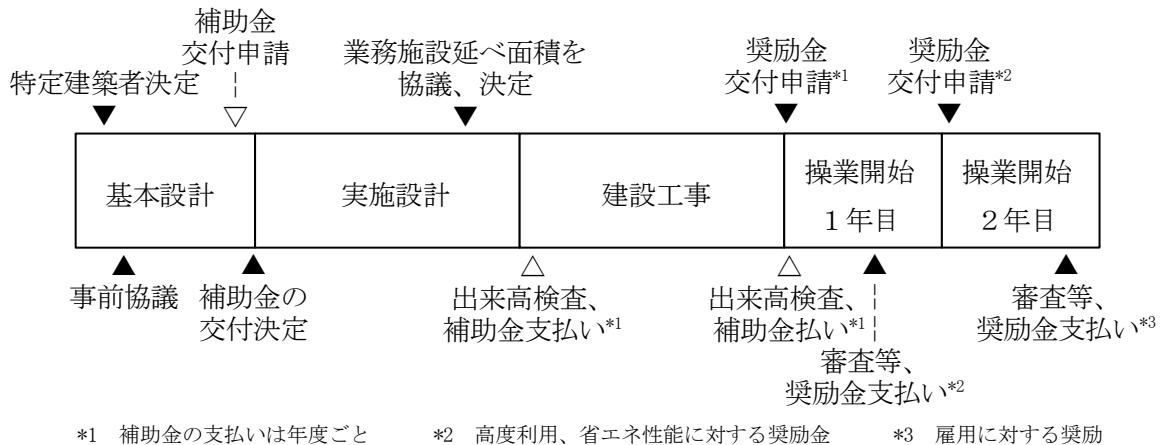 補助金
交付申請
特定建築者決定
業務施設延べ面積を
協議、決定
奨励金
交付申請*1
奨励金
交付申請*2
基本設計
実施設計
建設工事
操業開始
1年目
操業開始
2年目
事前協議
補助金の
交付決定
出来高検査、
補助金支払い*1
出来高検査、
補助金払い*1
審査等、
奨励金支払い*2
審査等、
奨励金支払い*3
*1 補助金の支払いは年度ごと *2 高度利用、省エネ性能に対する奨励金 *3 雇用に対する奨励